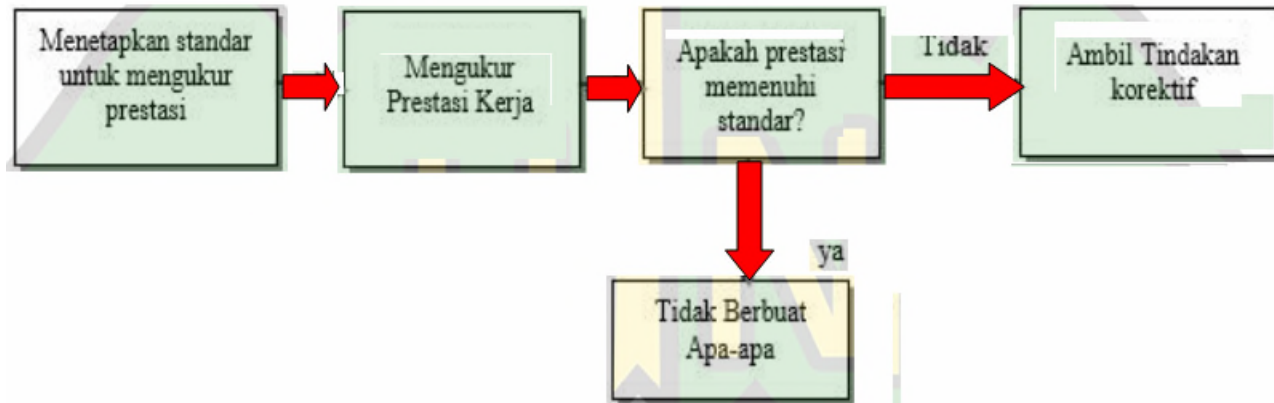 Menetapkan standar
untuk mengukur
prestasi
Mengukur
Prestasi Kerja
Apakah prestasi
memenuhi
standar?
Tidak
Ambil Tindakan
korektif
ya
Tidak Berbuat
Apa-apa